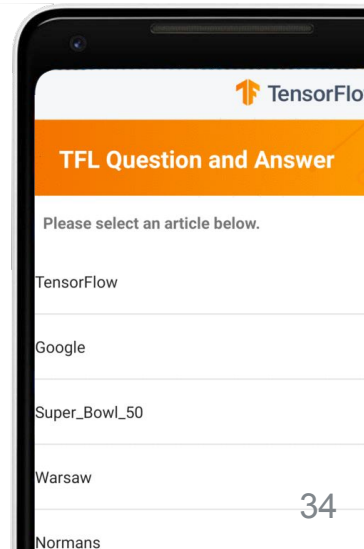 TensorFlo
TFL Question and Answer
Please select an article below.
TensorFlow
Google
Super_Bowl_50
Warsaw
34
Normans